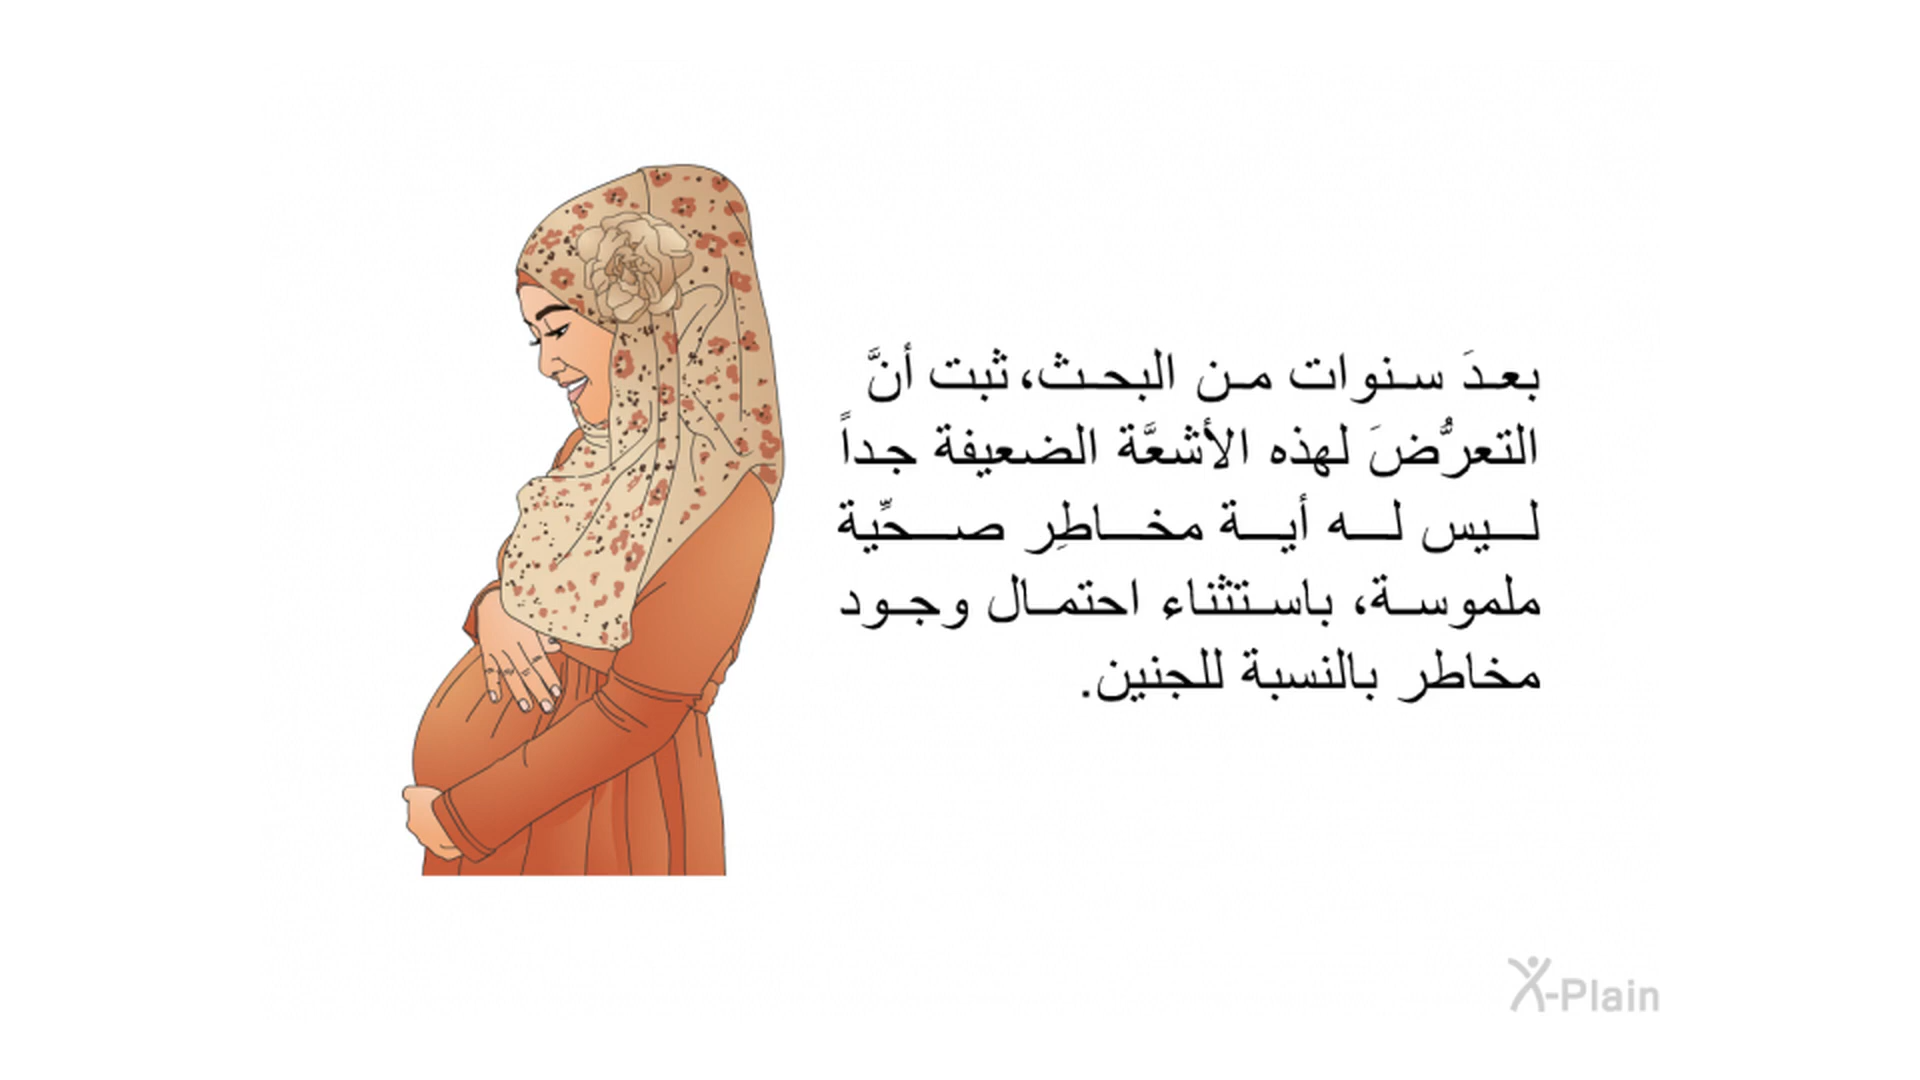 بعدَ سنوات من البحث، ثبت أنَّ
التعرُّضَ لهذه الأشعَّة الضعيفة جداً
ليس له أية مخاطِر صحِّية
ملموسة، باستثناء احتمال وجود
مخاطر بالنسبة للجنين.
X-Plain